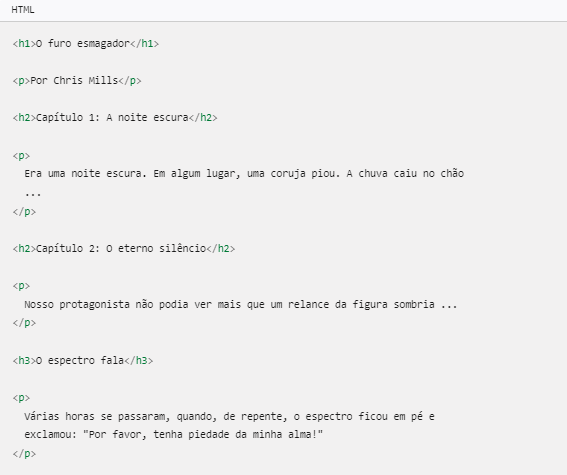 HTML
<h1>O furo esmagador</h1>
<p>Por Chris Mills</p>
<h2>Capítulo 1: A noite escura</h2>
<p>
Era uma noite escura. Em algum lugar, uma coruja piou. A chuva caiu no chão
...
</p>
<h2>Capítulo 2: O eterno silêncio</h2>
<p>
Nosso protagonista não podia ver mais que um relance da figura sombria ...
</p>
<h3>O espectro fala</h3>
<p>
Várias horas se passaram, quando, de repente, o espectro ficou em pé e
exclamou: "Por favor, tenha piedade da minha alma!"
</p>